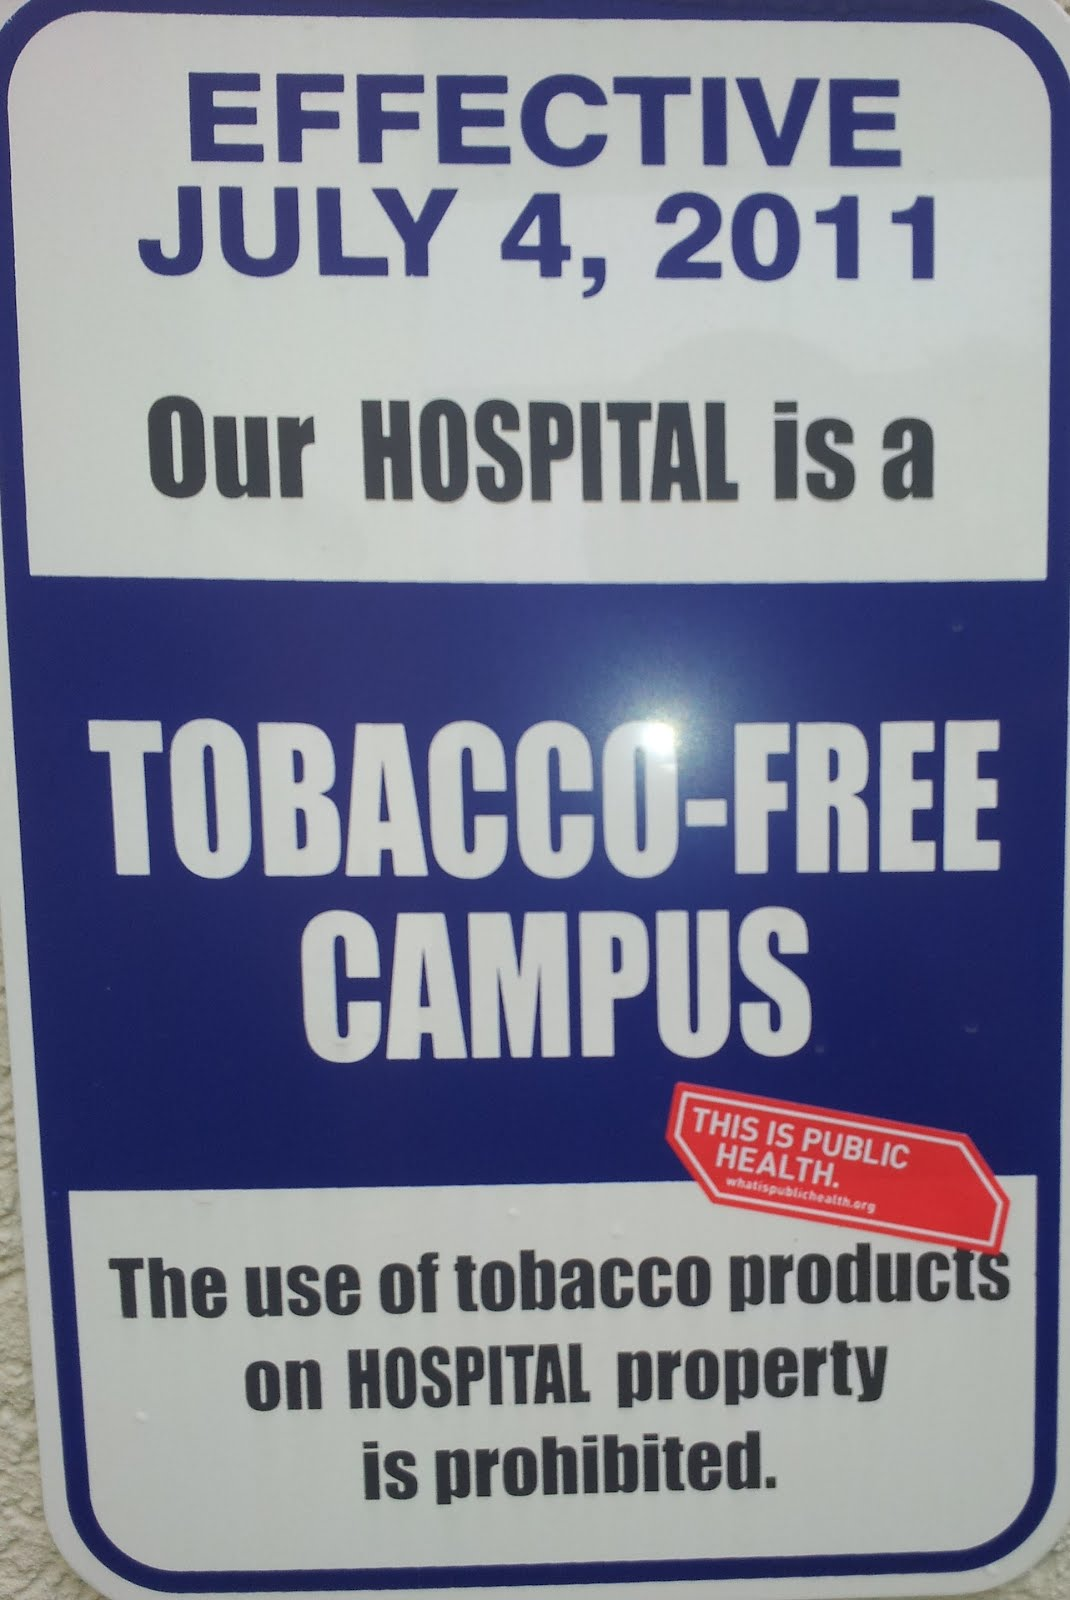 EFFECTIVE
JULY 4, 2011
Our HOSPITAL is a
TOBACCO-FREE
CAMPUS
THIS IS PUBLIC
HEALTH.
whatispublichealth.org
The use of tobacco products
on HOSPITAL property
is prohibited.